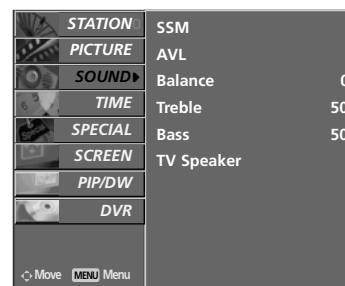 STATION
PICTURE
SOUND
TIME
SPECIAL
SCREEN
PIP/DW
DVR
Move MENU Menu
SSM
AVL
Balance 0
Treble 50
Bass 50
TV Speaker